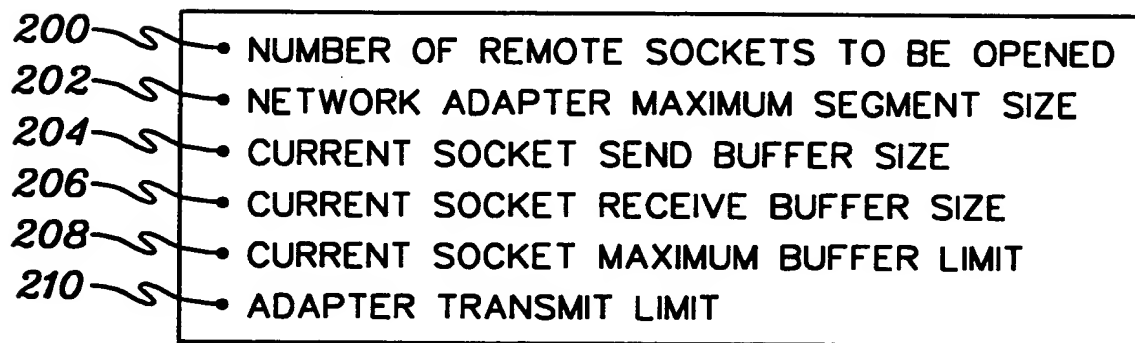 200 • NUMBER OF REMOTE SOCKETS TO BE OPENED
202 • NETWORK ADAPTER MAXIMUM SEGMENT SIZE
204 • CURRENT SOCKET SEND BUFFER SIZE
206 • CURRENT SOCKET RECEIVE BUFFER SIZE
208 • CURRENT SOCKET MAXIMUM BUFFER LIMIT
210 • ADAPTER TRANSMIT LIMIT